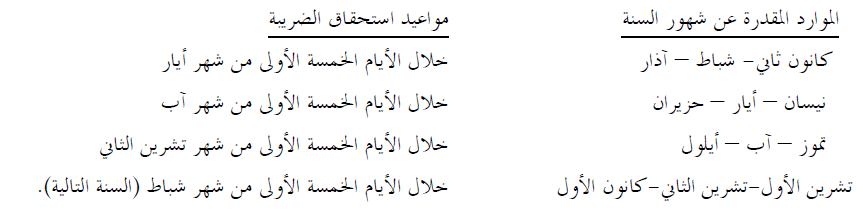 الموارد المقدرة عن شهور السنة مواعيد استحقاق الضريبة
كانون ثاني- شباط – آذار خلال الأيام الخمسة الأولى من شهر أيار
نيسان – أيار – حزيران خلال الأيام الخمسة الأولى من شهر آب
تموز – آب – أيلول خلال الأيام الخمسة الأولى من شهر تشرين الثاني
تشرين الأول-تشرين الثاني-كانون الأول خلال الأيام الخمسة الأولى من شهر شباط (السنة التالية).